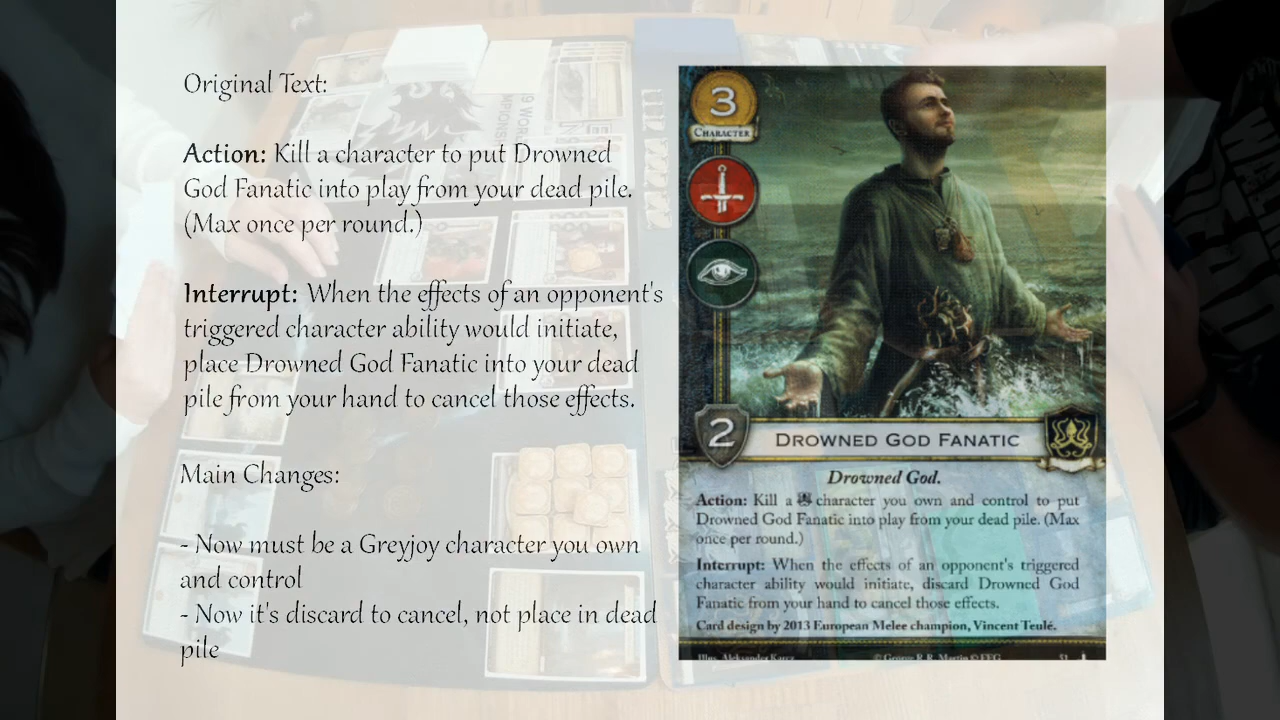 Original Text:
Action: Kill a character to put Drowned
God Fanatic into play from your dead pile.
(Max once per round.)
Interrupt: When the effects of an opponent's
triggered character ability would initiate,
place Drowned God Fanatic into your dead
pile from your hand to cancel those effects.
Main Changes:
- Now must be a Greyjoy character you own
and control
- Now it's discard to cancel, not place in dead
pile
3
CHARACTER
2
DROWNED GOD FANATIC
Drowned God.
Action: Kill a character you own and control to put
Drowned God Fanatic into play from your dead pile. (Max
once per round.)
Interrupt: When the effects of an opponent's triggered
character ability would initiate, discard Drowned God
Fanatic from your hand to cancel those effects.
Card design by 2013 European Melee champion, Vincent Teulé.